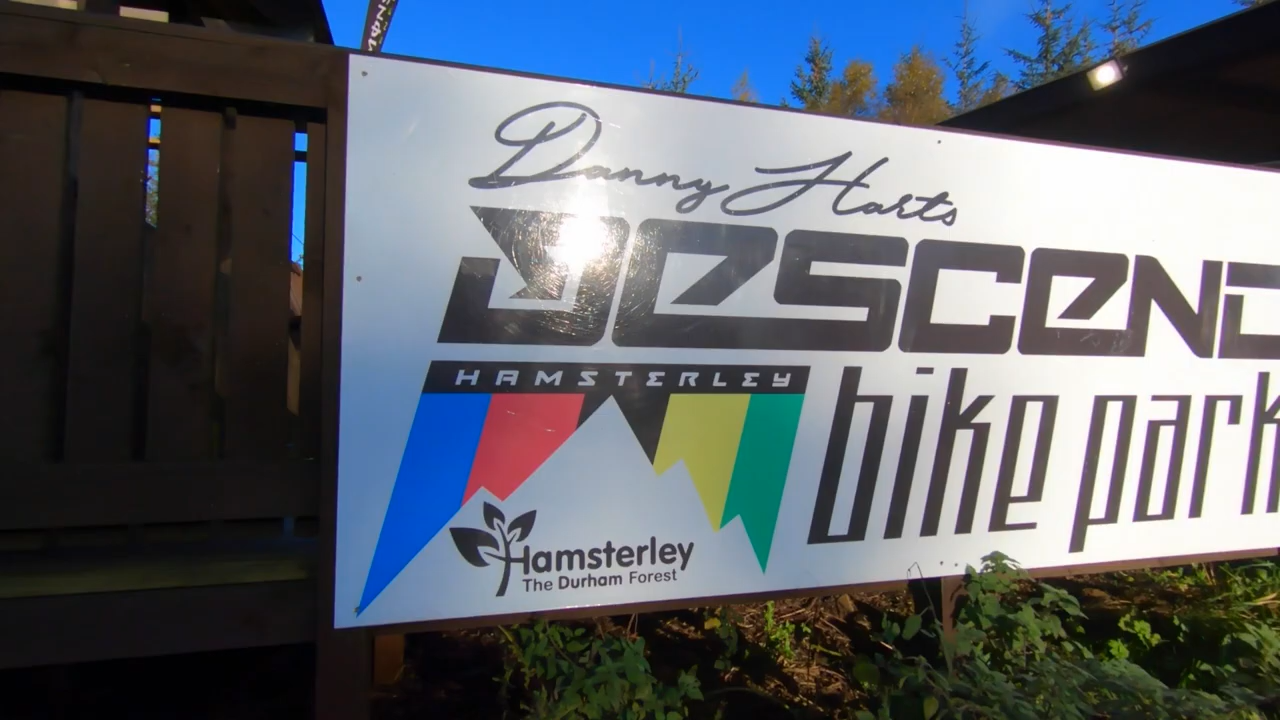 Danny Harts
DESCEND
HAMSTERLEY
bike park
Hamsterley
The Durham Forest